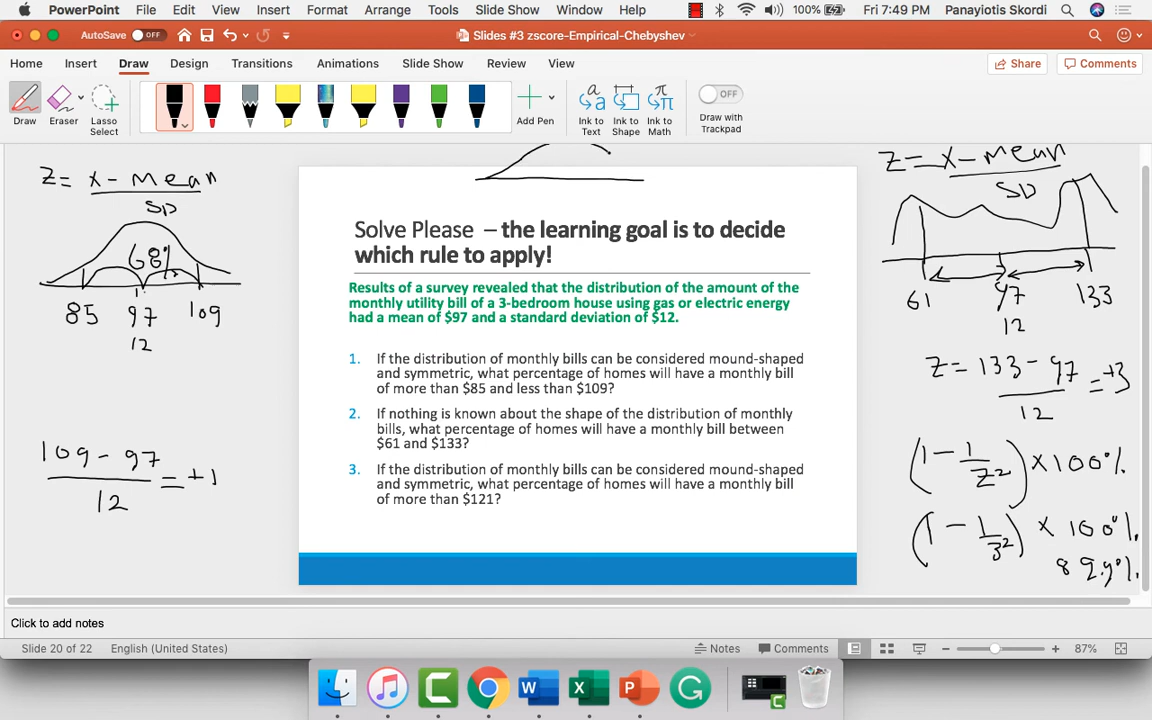 PowerPoint File Edit View Insert Format Arrange Tools Slide Show Window Help 100% Fri 7:49 PM Panayiotis Skordi
AutoSave OFF Slides #3 zscore-Empirical-Chebyshev
Home Insert Draw Design Transitions Animations Slide Show Review View Share Comments
Draw Eraser Lasso Select Add Pen Ink to Text Ink to Shape Ink to Math OFF Draw with Trackpad
Z = x - Mean
SD
68%
85 97 109
12
109 - 97
12
= +1
Solve Please – the learning goal is to decide
which rule to apply!
Results of a survey revealed that the distribution of the amount of the
monthly utility bill of a 3-bedroom house using gas or electric energy
had a mean of $97 and a standard deviation of $12.
1. If the distribution of monthly bills can be considered mound-shaped
and symmetric, what percentage of homes will have a monthly bill
of more than $85 and less than $109?
2. If nothing is known about the shape of the distribution of monthly
bills, what percentage of homes will have a monthly bill between
$61 and $133?
3. If the distribution of monthly bills can be considered mound-shaped
and symmetric, what percentage of homes will have a monthly bill
of more than $121?
Z = x - Mean
SD
61 97 133
12
Z = 133 - 97 = +3
12
(1 - 1/Z²) × 100%
(1 - 1/3²) × 100%
89.9%
Click to add notes
Slide 20 of 22 English (United States) Notes Comments 87%